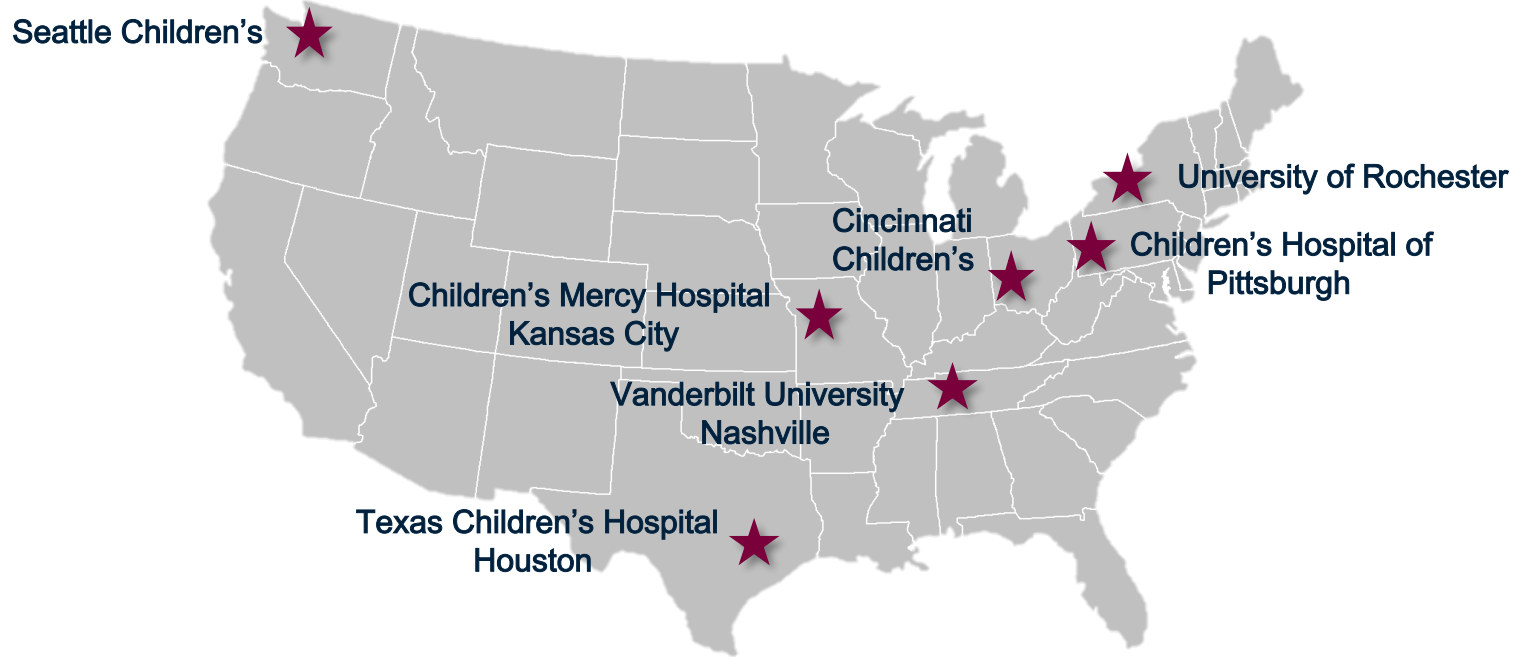 Seattle Children’s
University of Rochester
Cincinnati
Children’s
Children’s Hospital of
Pittsburgh
Children’s Mercy Hospital
Kansas City
Vanderbilt University
Nashville
Texas Children’s Hospital
Houston